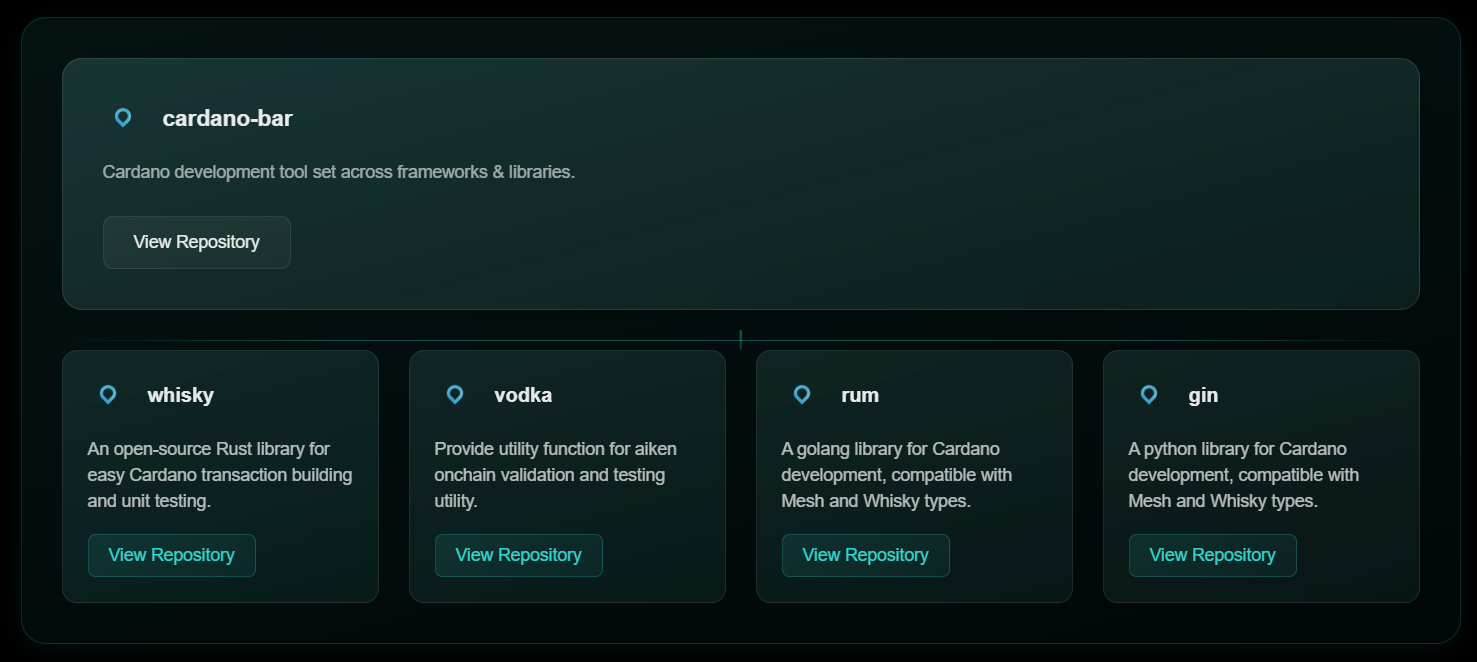 cardano-bar
Cardano development tool set across frameworks & libraries.
View Repository
whisky
An open-source Rust library for
easy Cardano transaction building
and unit testing.
View Repository
vodka
Provide utility function for aiken
onchain validation and testing
utility.
View Repository
rum
A golang library for Cardano
development, compatible with
Mesh and Whisky types.
View Repository
gin
A python library for Cardano
development, compatible with
Mesh and Whisky types.
View Repository